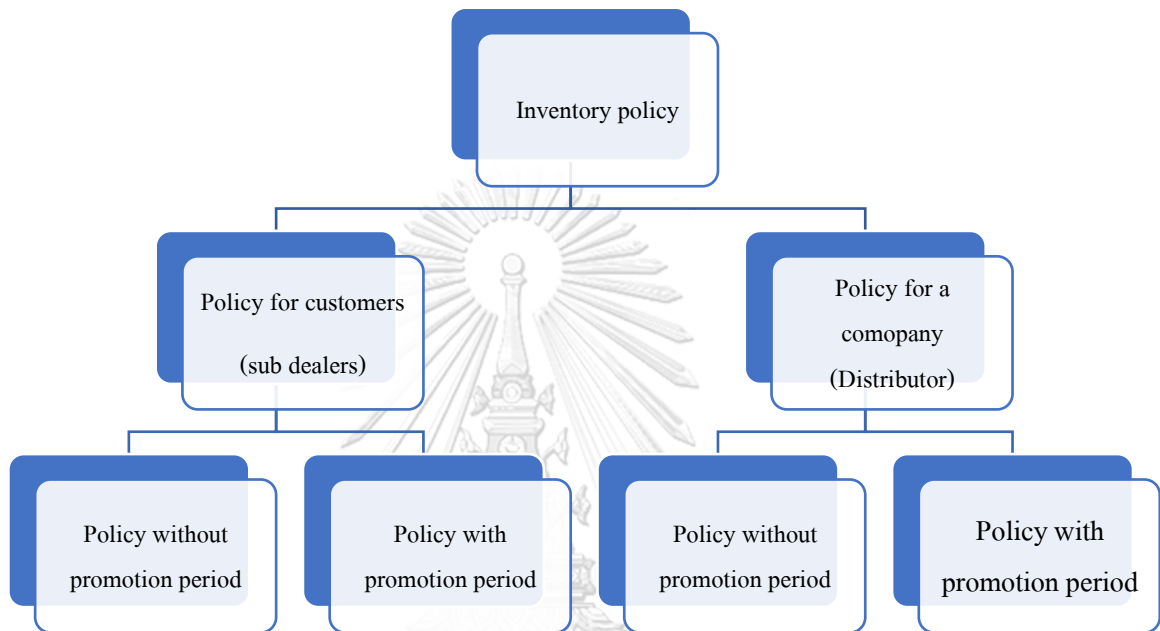 Inventory policy
Policy for customers
(sub dealers)
Policy for a
comopany
(Distributor)
Policy without
promotion period
Policy with
promotion period
Policy without
promotion period
Policy with
promotion period